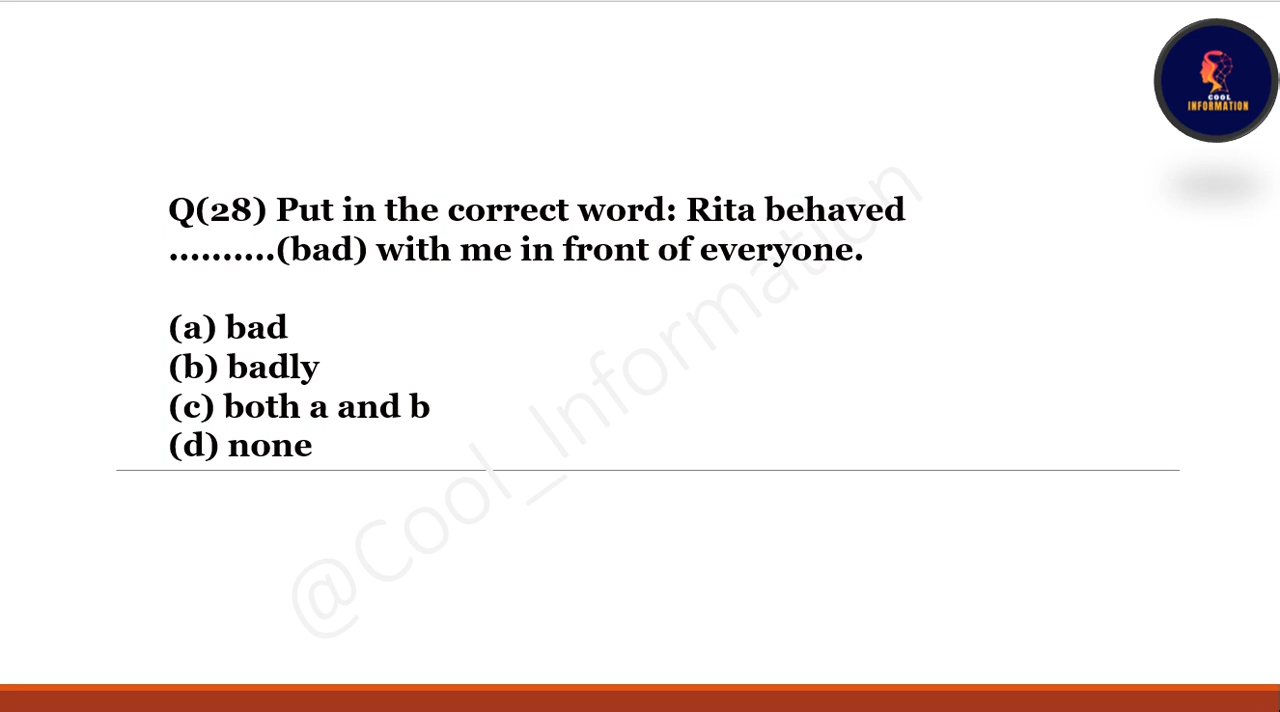 COOL
INFORMATION
Q(28) Put in the correct word: Rita behaved
..........(bad) with me in front of everyone.
(a) bad
(b) badly
(c) both a and b
(d) none
@Cool_Information